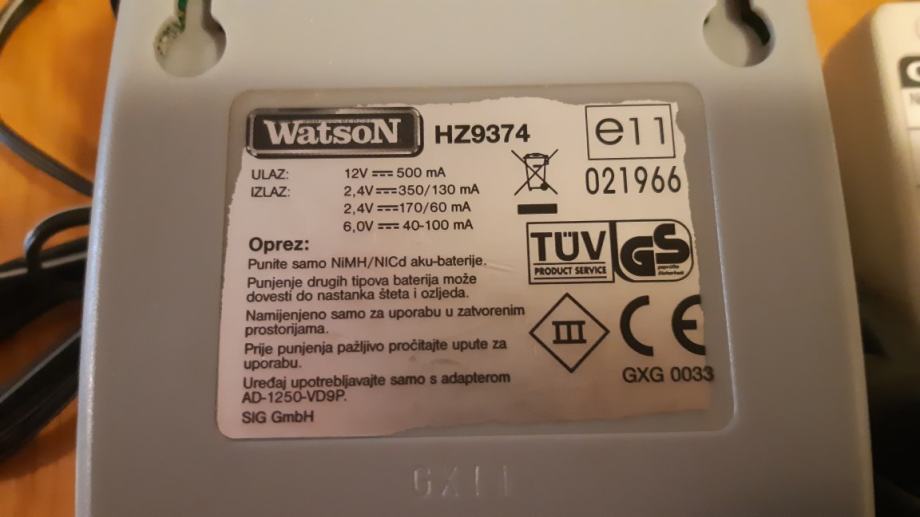 WatsoN HZ9374
e11
021966
ULAZ: 12V 500 mA
IZLAZ: 2,4V 350/130 mA
2,4V 170/60 mA
6,0V 40-100 mA
Oprez:
Punite samo NiMH/NICd aku-baterije.
Punjenje drugih tipova baterija može
dovesti do nastanka šteta i ozljeda.
Namijenjeno samo za uporabu u zatvorenim
prostorijama.
Prije punjenja pažljivo pročitajte upute za
uporabu.
Uređaj upotrebljavajte samo s adapterom
AD-1250-VD9P.
SIG GmbH
TÜV
PRODUCT SERVICE
GS
geprüfte
Sicherheit
III
CE
GXG 0033
GX11